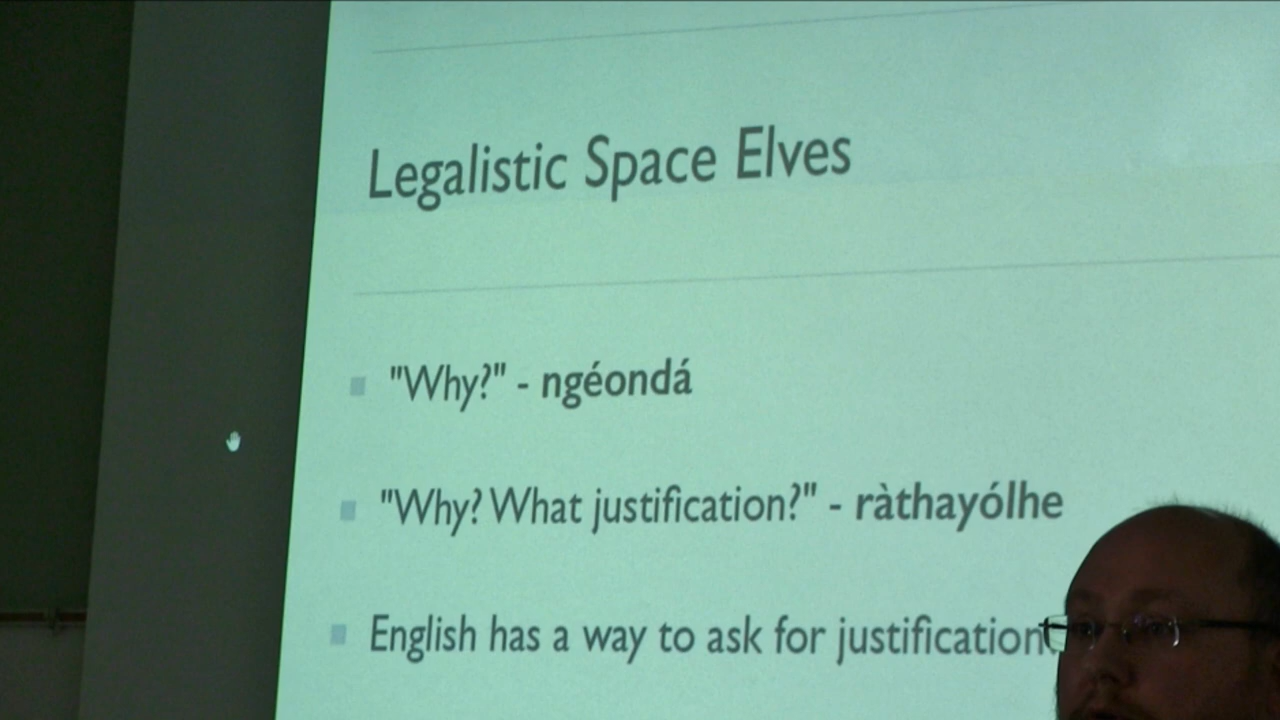 Legalistic Space Elves
"Why?" - ngéondá
"Why? What justification?" - ràthayólhe
English has a way to ask for justification